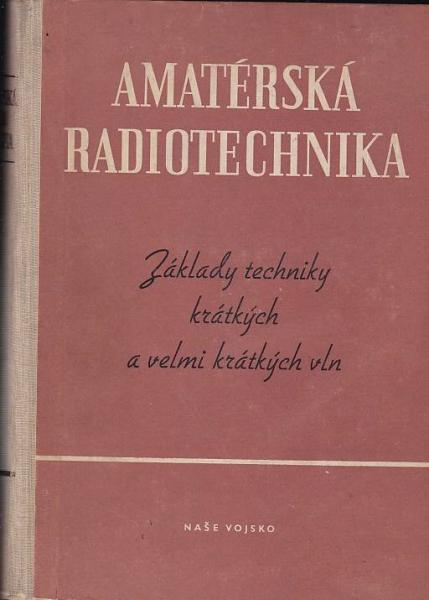 AMATÉRSKÁ
RADIOTECHNIKA
Základy techniky
krátkých
a velmi krátkých vln
NAŠE VOJSKO